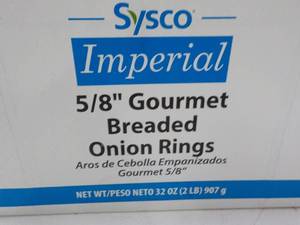 Sysco
Imperial
5/8" Gourmet
Breaded
Onion Rings
Aros de Cebolla Empanizados
Gourmet 5/8"
NET WT/PESO NETO 32 OZ (2 LB) 907 g